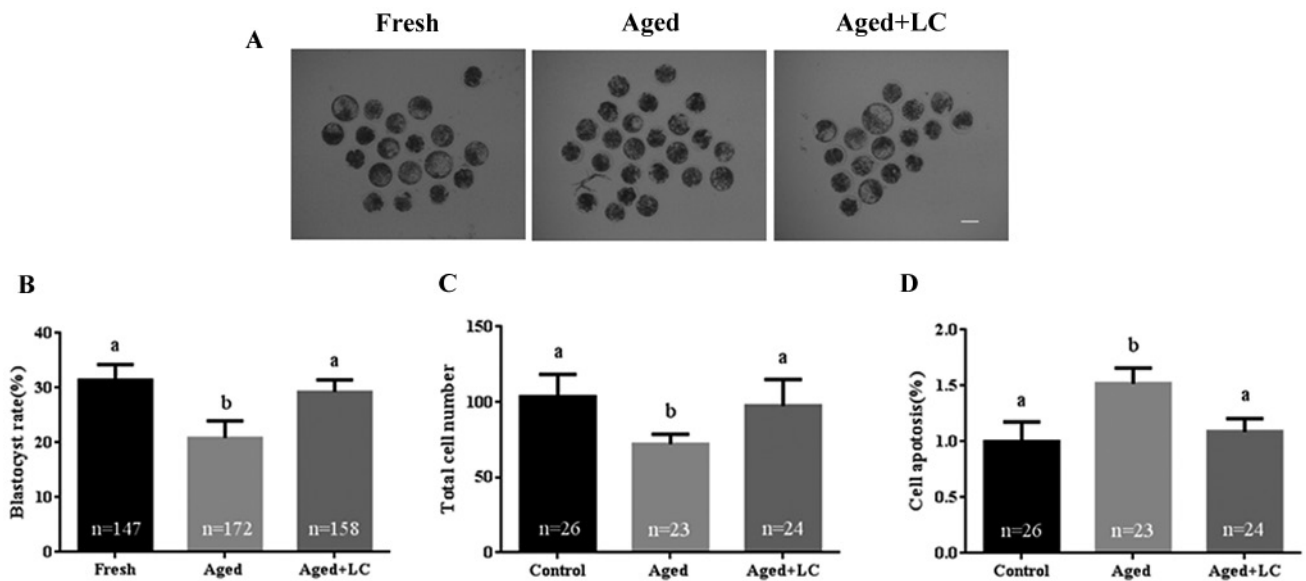 A
Fresh Aged Aged+LC
B
Blastocyst rate(%)
40
30
20
10
0
a b a
n=147 n=172 n=158
Fresh Aged Aged+LC
C
Total cell number
150
100
50
0
a b a
n=26 n=23 n=24
Control Aged Aged+LC
D
Cell apotosis(%)
2.0
1.5
1.0
0.5
0.0
a b a
n=26 n=23 n=24
Control Aged Aged+LC